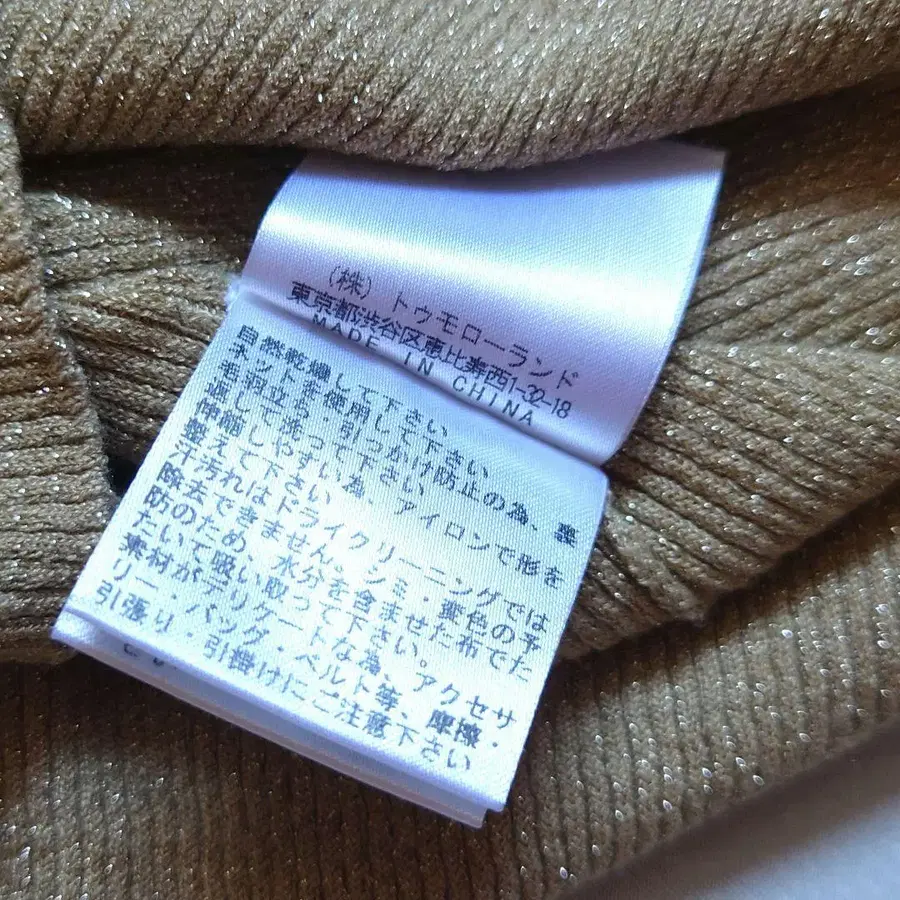 (株) トゥモローランド
東京都渋谷区恵比寿西1-32-18
MADE IN CHINA
自然乾燥して下さい
ネットを使用して下さい
毛羽立ち・引つかけ防止の為、裏
返して洗って下さい
伸縮しやすい為、アイロンで形を
整えて下さい
汗汚れはドライクリーニングでは
除去できません。シミ・変色の予
防のため、水分を含ませた布でた
たいて吸い取って下さい。
素材がデリケートな為、アクセサ
リー・バッグ・ベルト等、摩擦・
引張り・引掛けにご注意下さい